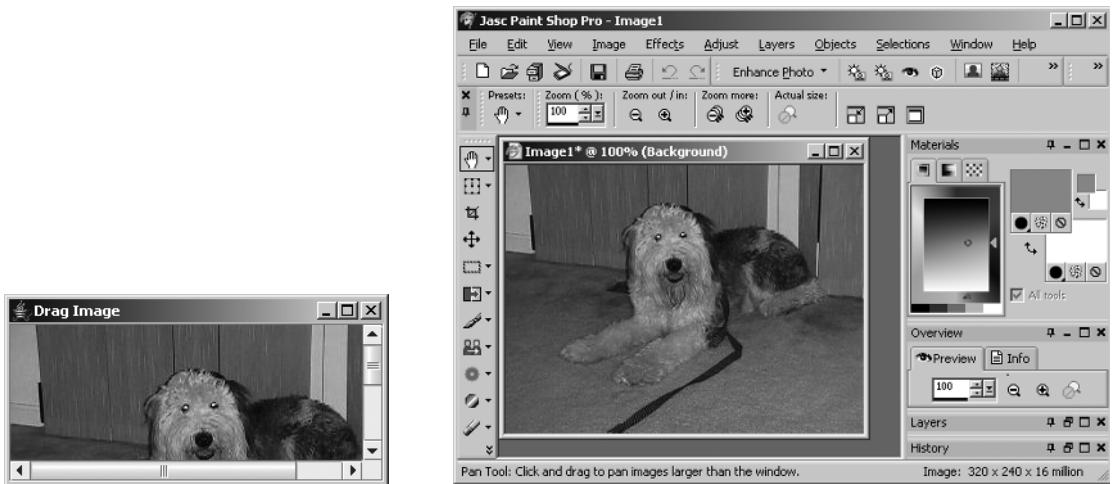 Drag Image
Jasc Paint Shop Pro - Image1
File Edit View Image Effects Adjust Layers Objects Selections Window Help
Enhance Photo
Presets: Zoom (%): Zoom out / in: Zoom more: Actual size:
100
Image1* @ 100% (Background)
Materials
All tools
Overview
Preview Info
100
Layers
History
Pan Tool: Click and drag to pan images larger than the window.
Image: 320 x 240 x 16 million